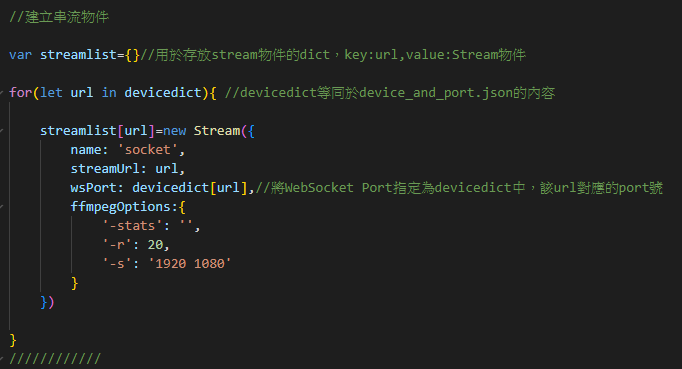 //建立串流物件
var streamlist={}//用於存放stream物件的dict，key:url,value:Stream物件
for(let url in devicedict){ //devicedict等同於device_and_port.json的內容
streamlist[url]=new Stream({
name: 'socket',
streamUrl: url,
wsPort: devicedict[url],//將WebSocket Port指定為devicedict中，該url對應的port號
ffmpegOptions:{
'-stats': '',
'-r': 20,
'-s': '1920 1080'
}
})
}
////////////